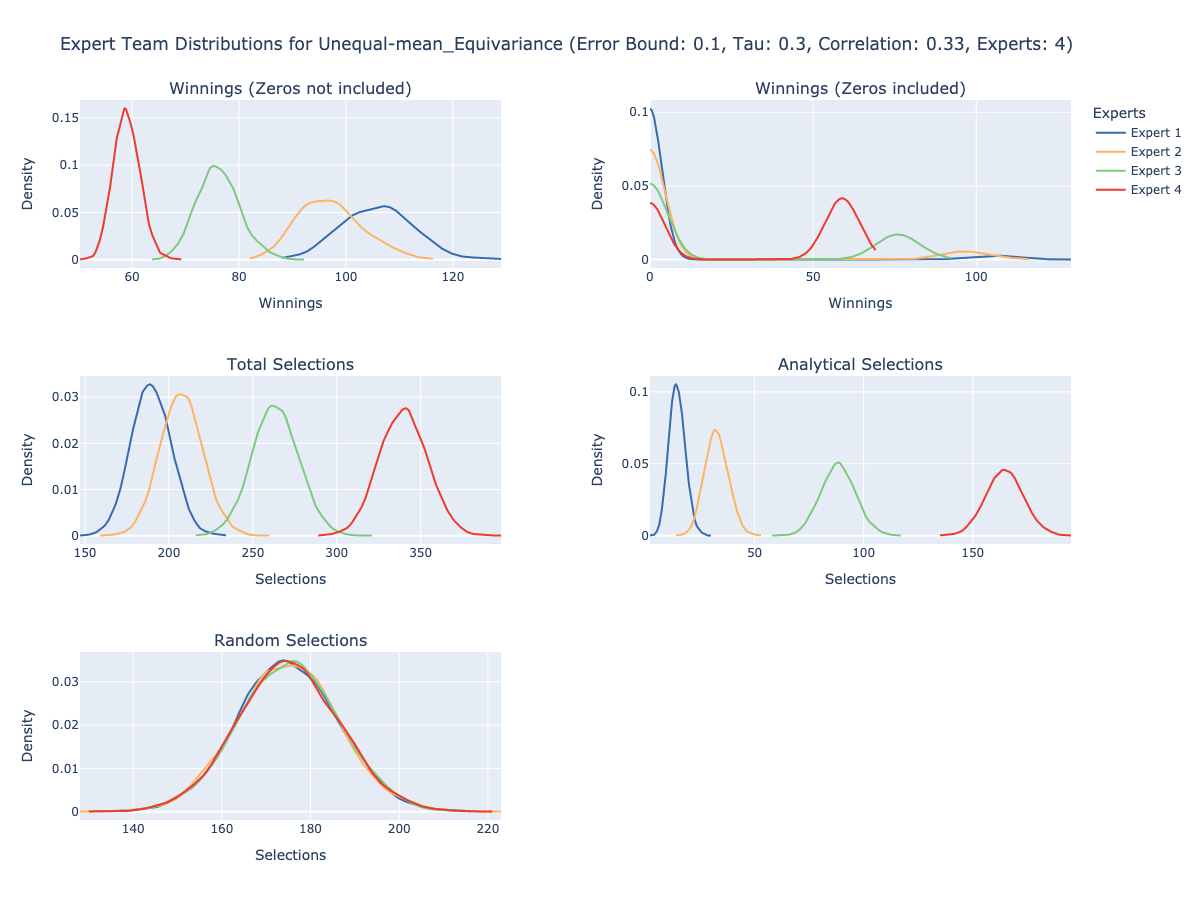 Expert Team Distributions for Unequal-mean_Equivariance (Error Bound: 0.1, Tau: 0.3, Correlation: 0.33, Experts: 4)
Winnings (Zeros not included)
0.15
0.1
0.05
0
Density
60 80 100 120
Winnings
Winnings (Zeros included)
0.1
0.05
0
Density
0 50 100
Winnings
Experts
Expert 1
Expert 2
Expert 3
Expert 4
Total Selections
0.03
0.02
0.01
0
Density
150 200 250 300 350
Selections
Analytical Selections
0.1
0.05
0
Density
50 100 150
Selections
Random Selections
0.03
0.02
0.01
0
Density
140 160 180 200 220
Selections